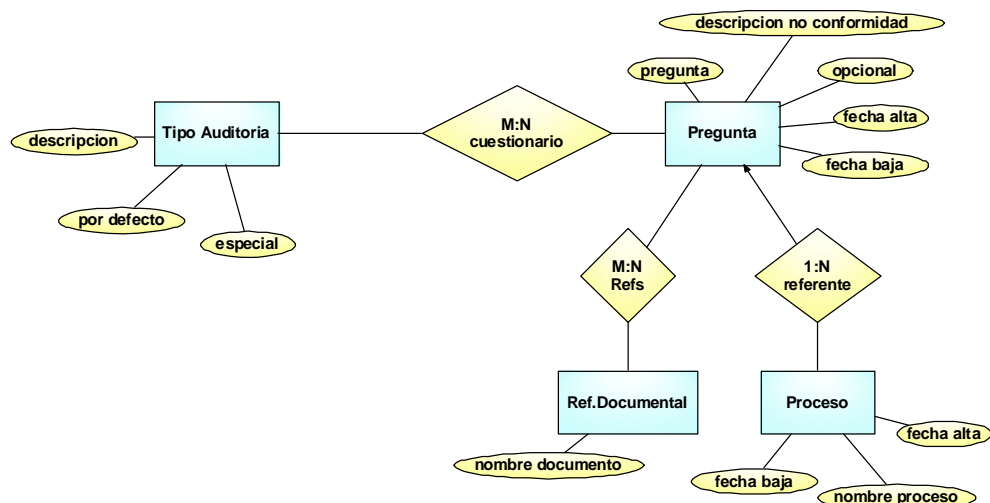 descripcion no conformidad
pregunta
opcional
Tipo Auditoria
M:N
cuestionario
Pregunta
fecha alta
descripcion
fecha baja
por defecto
especial
M:N
Refs
1:N
referente
Ref.Documental
Proceso
fecha alta
nombre documento
fecha baja
nombre proceso